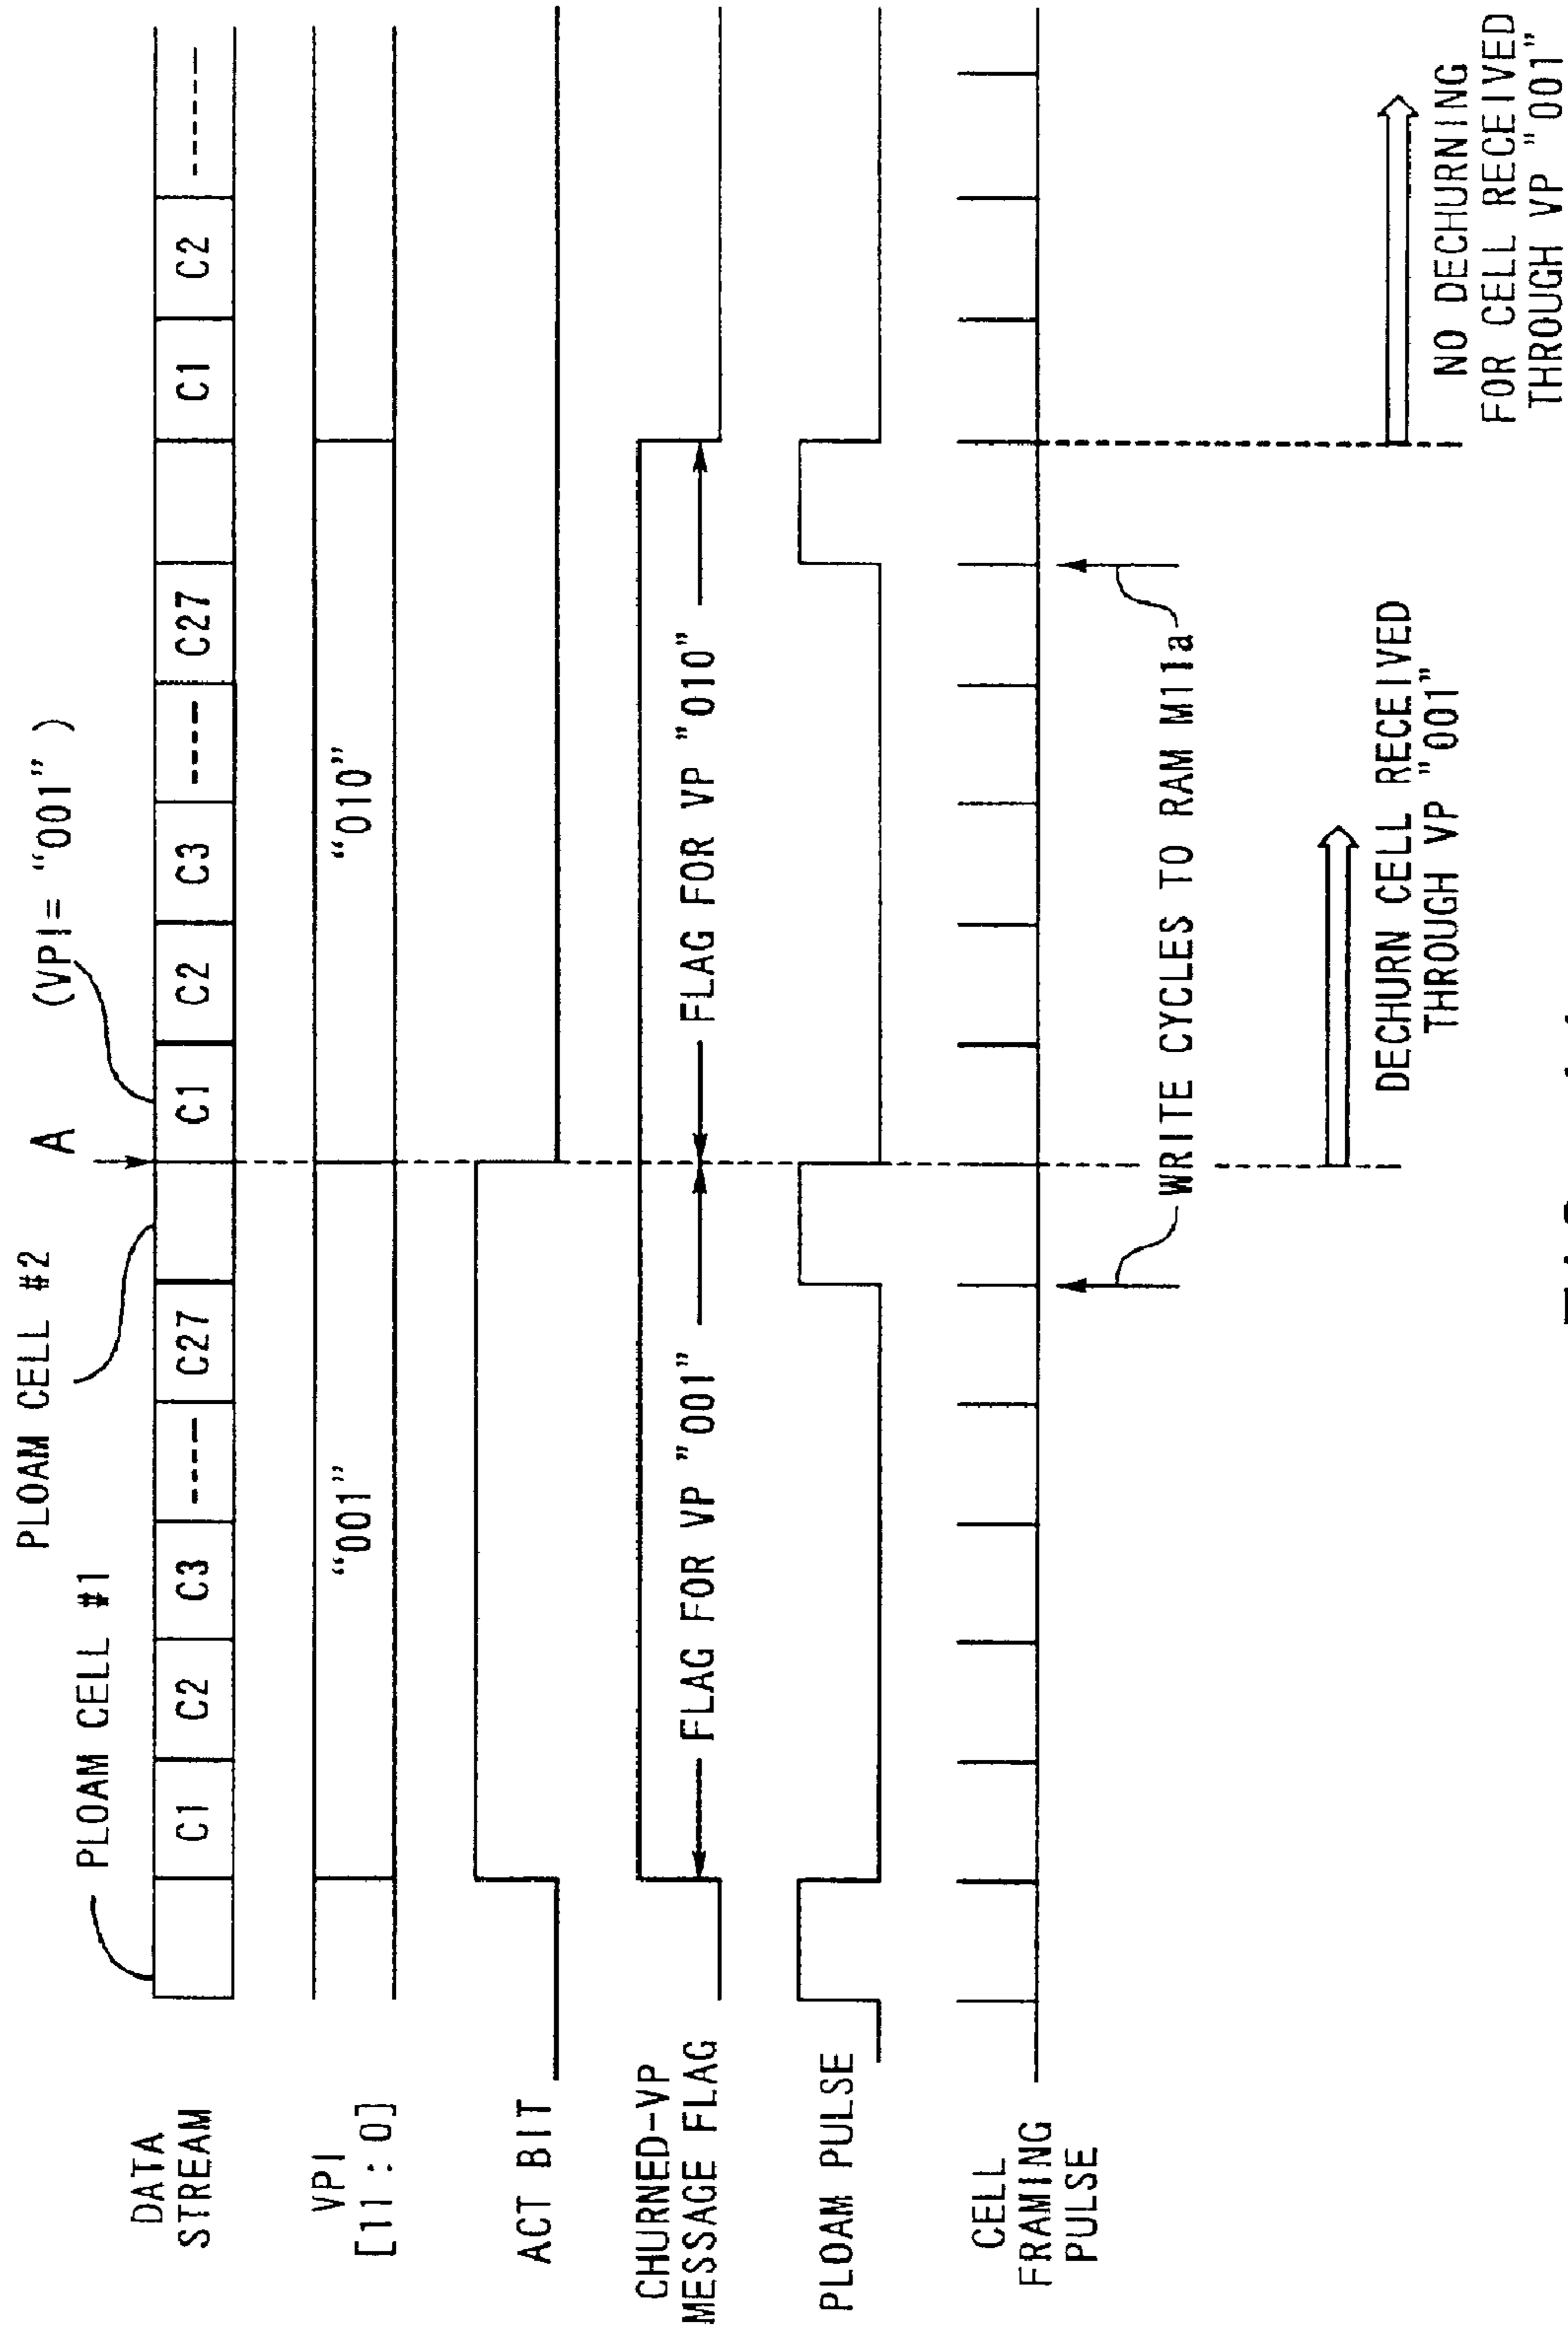 PLOAM CELL #1
PLOAM CELL #2
A
(VPI= “001” )
DATA
STREAM
C1 C2 C3 ---- C27 C1 C2 C3 ---- C27 C1 C2 ------
VPI
[11 : 0]
“001” “010”
ACT BIT
CHURNED-VP
MESSAGE FLAG
FLAG FOR VP "001" FLAG FOR VP "010"
PLOAM PULSE
CELL
FRAMING
PULSE
WRITE CYCLES TO RAM M11a
DECHURN CELL RECEIVED
THROUGH VP "001"
NO DECHURNING
FOR CELL RECEIVED
THROUGH VP "001"